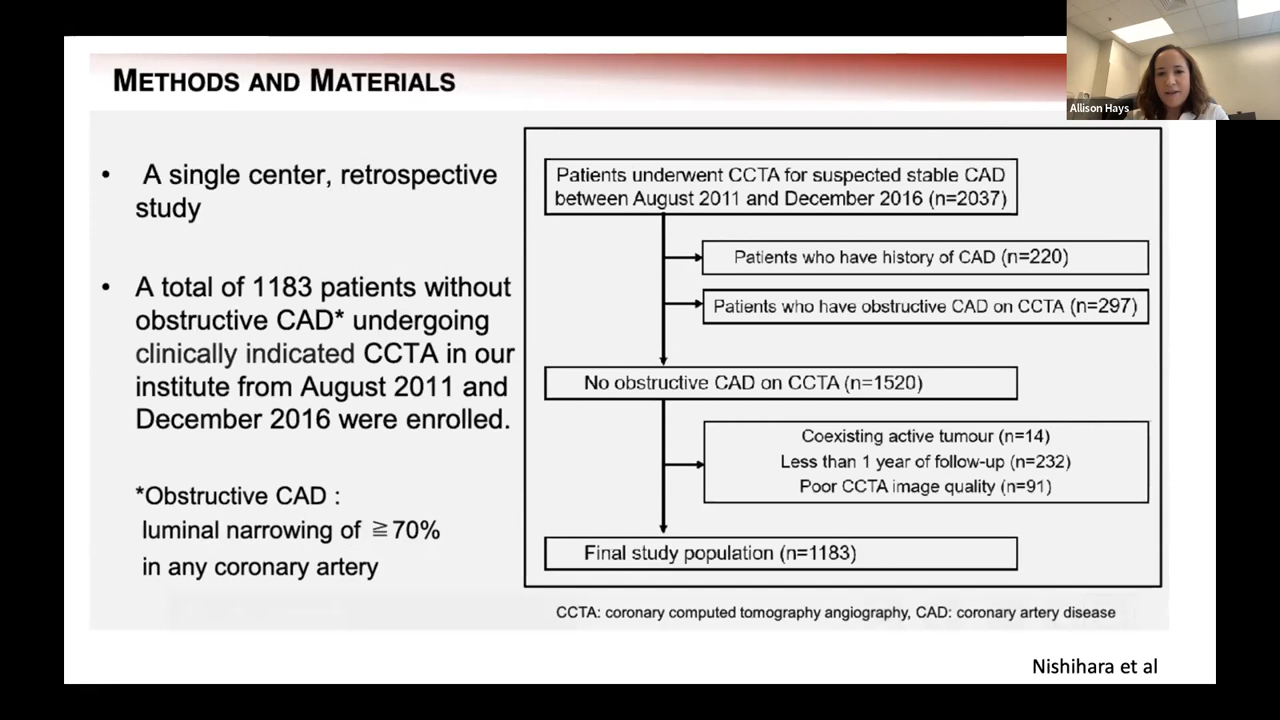 METHODS AND MATERIALS
Allison Hays
• A single center, retrospective
study
• A total of 1183 patients without
obstructive CAD* undergoing
clinically indicated CCTA in our
institute from August 2011 and
December 2016 were enrolled.
*Obstructive CAD :
luminal narrowing of ≧70%
in any coronary artery
Patients underwent CCTA for suspected stable CAD
between August 2011 and December 2016 (n=2037)
Patients who have history of CAD (n=220)
Patients who have obstructive CAD on CCTA (n=297)
No obstructive CAD on CCTA (n=1520)
Coexisting active tumour (n=14)
Less than 1 year of follow-up (n=232)
Poor CCTA image quality (n=91)
Final study population (n=1183)
CCTA: coronary computed tomography angiography, CAD: coronary artery disease
Nishihara et al